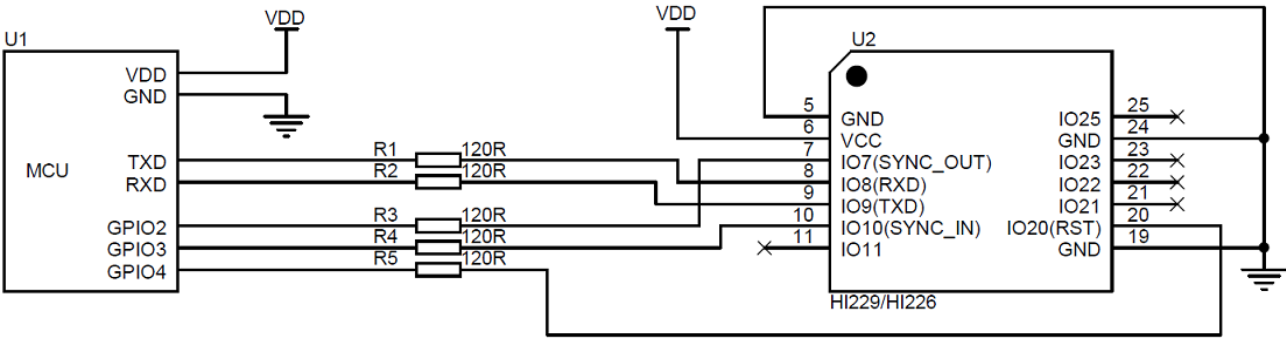 VDD
VDD
U1
U2
VDD
GND
TXD
RXD
MCU
GPIO2
GPIO3
GPIO4
R1 120R
R2 120R
R3 120R
R4 120R
R5 120R
5 GND
6 VCC
7 IO7(SYNC_OUT)
8 IO8(RXD)
9 IO9(TXD)
10 IO10(SYNC_IN)
11 IO11
IO25 25
GND 24
IO23 23
IO22 22
IO21 21
IO20(RST) 20
GND 19
HI229/HI226